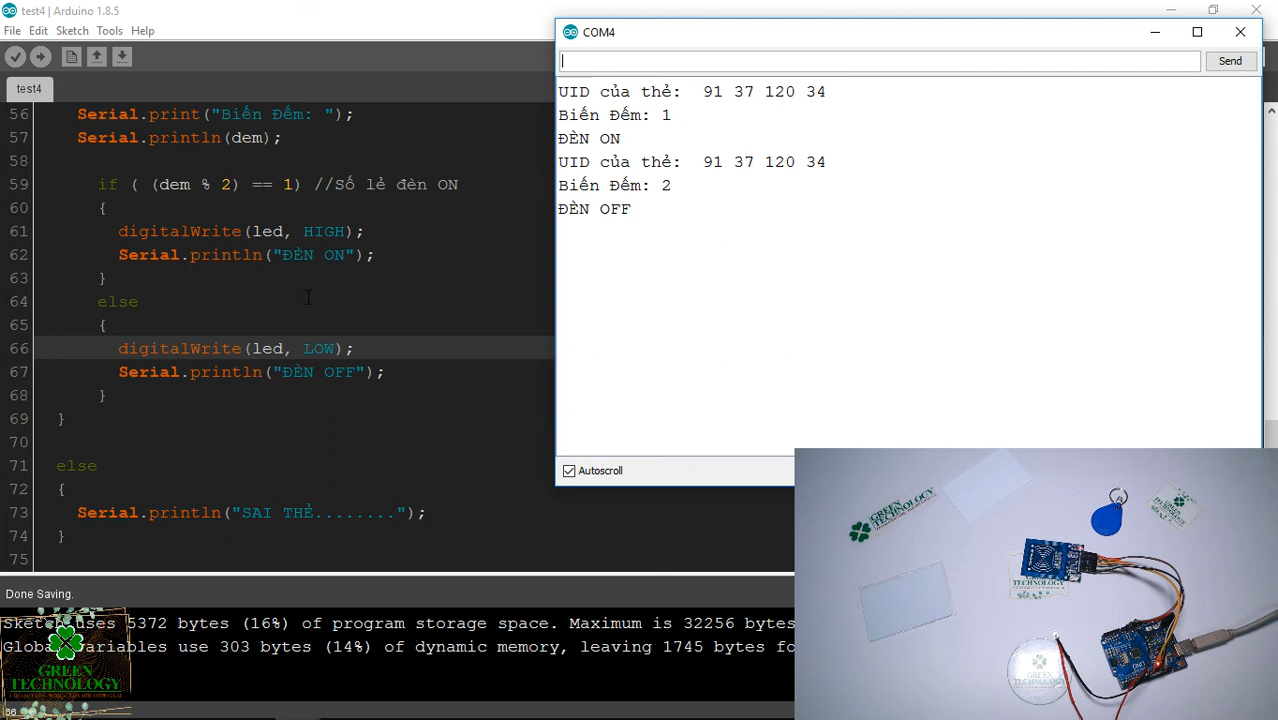 test4 | Arduino 1.8.5
File Edit Sketch Tools Help
test4
56 Serial.print("Biến Đếm: ");
57 Serial.println(dem);
58
59 if ( (dem % 2) == 1) //Số lẻ đèn ON
60 {
61 digitalWrite(led, HIGH);
62 Serial.println("ĐÈN ON");
63 }
64 else
65 {
66 digitalWrite(led, LOW);
67 Serial.println("ĐÈN OFF");
68 }
69 }
70
71 else
72 {
73 Serial.println("SAI THẺ........");
74 }
75
COM4
Send
UID của thẻ:  91 37 120 34
Biến Đếm: 1
ĐÈN ON
UID của thẻ:  91 37 120 34
Biến Đếm: 2
ĐÈN OFF
Autoscroll
Done Saving.
Sketch uses 5372 bytes (16%) of program storage space. Maximum is 32256 bytes
Global variables use 303 bytes (14%) of dynamic memory, leaving 1745 bytes fo
GREEN
TECHNOLOGY
GREEN
TECHNOLOGY
TECHNOLOGY
UNO